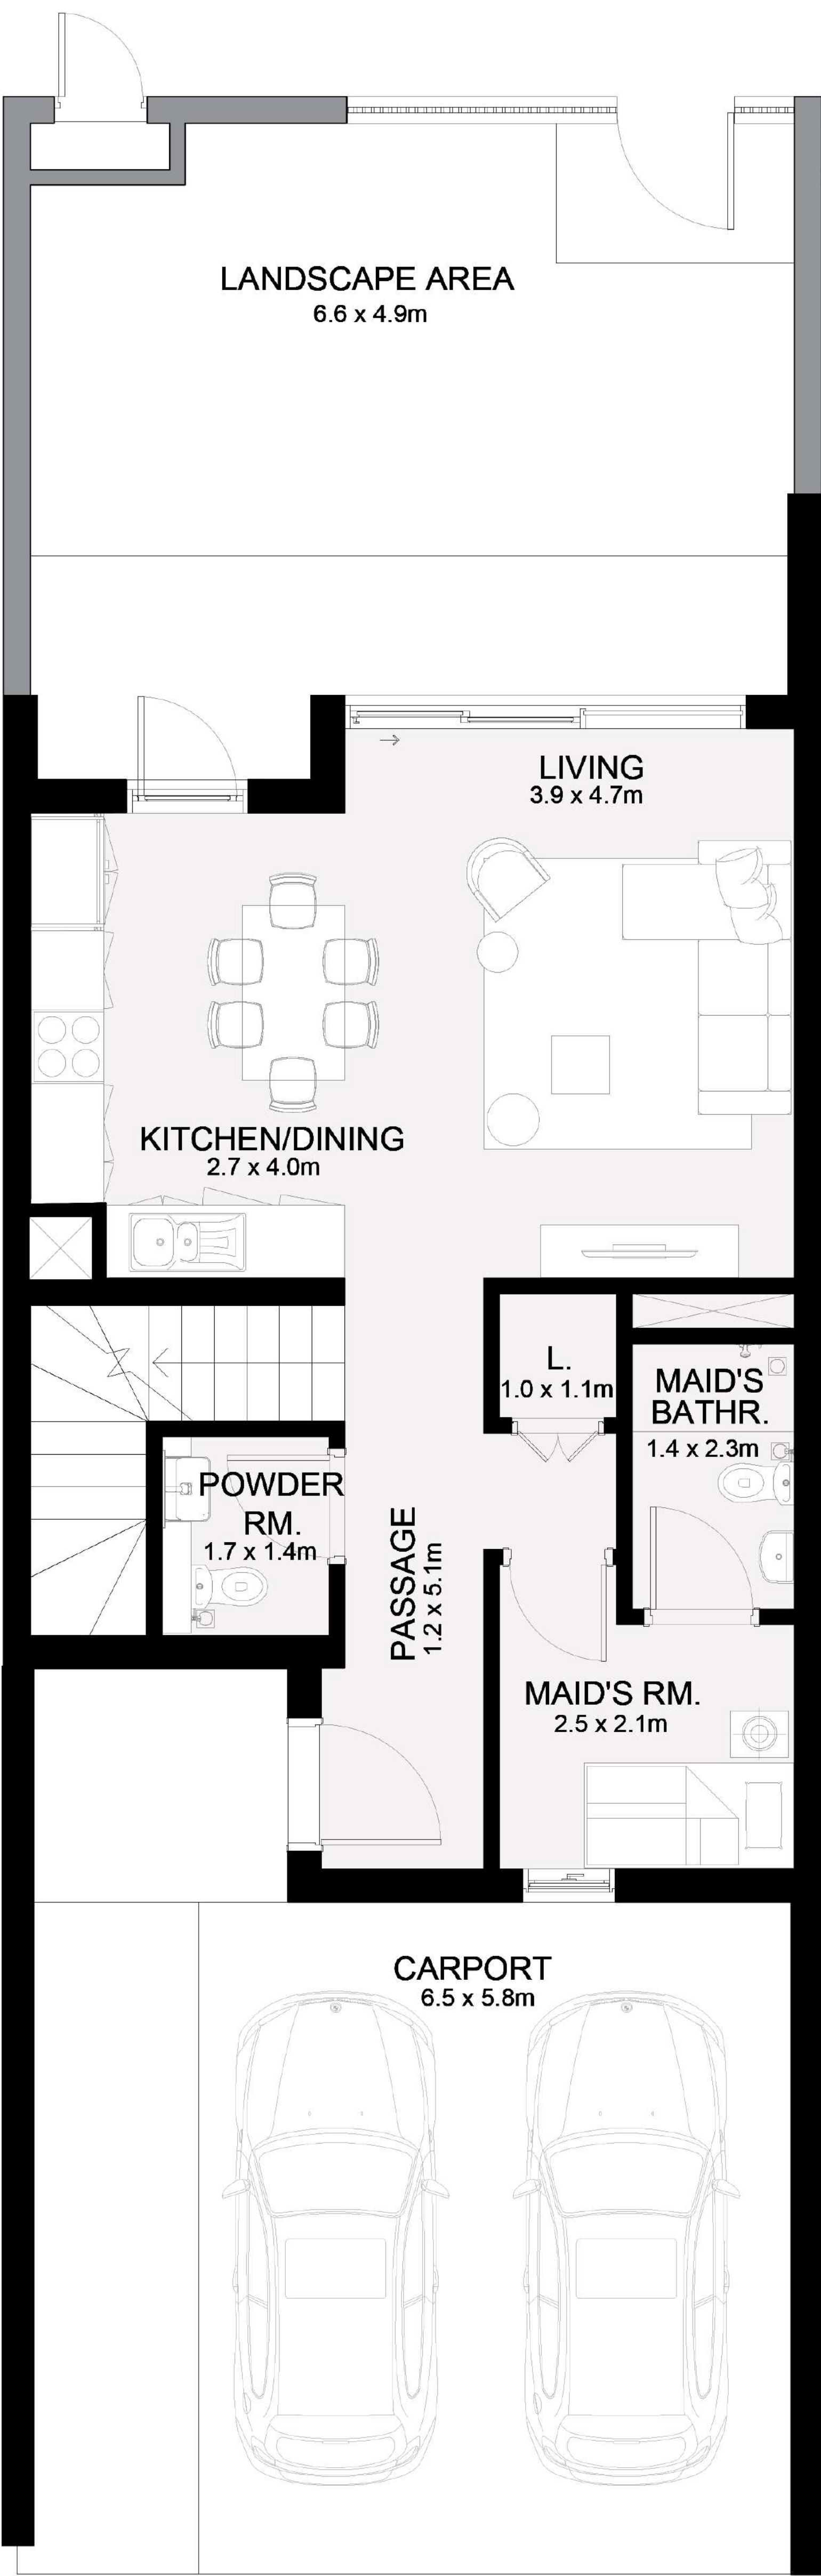 LANDSCAPE AREA
6.6 x 4.9m
LIVING
3.9 x 4.7m
KITCHEN/DINING
2.7 x 4.0m
L.
1.0 x 1.1m
MAID'S
BATHR.
1.4 x 2.3m
POWDER
RM.
1.7 x 1.4m
PASSAGE
1.2 x 5.1m
MAID'S RM.
2.5 x 2.1m
CARPORT
6.5 x 5.8m